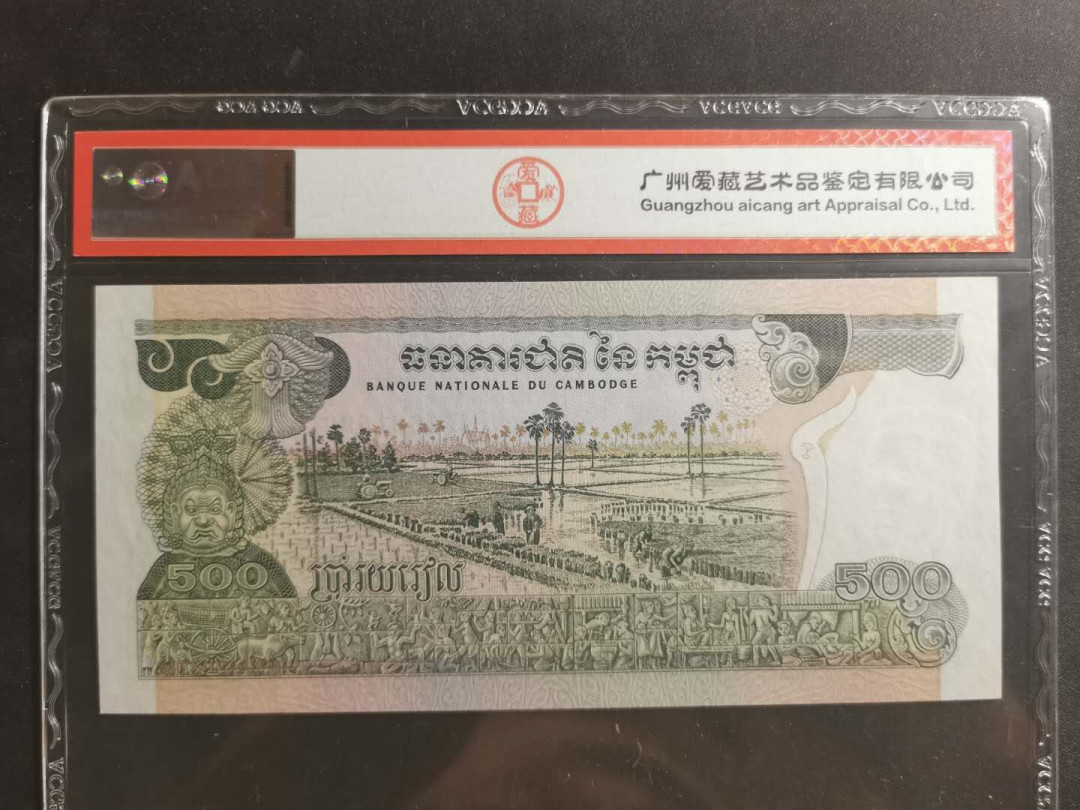 广州爱藏艺术品鉴定有限公司
Guangzhou aicang art Appraisal Co., Ltd.
爱
藏
ធនាគារជាតិ នៃ កម្ពុជា
BANQUE NATIONALE DU CAMBODGE
500
ប្រាំរយរៀល
500